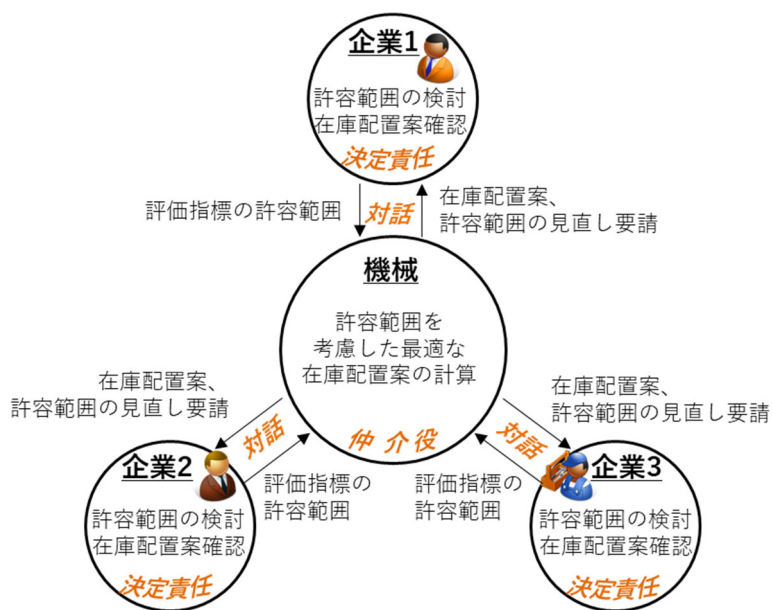 企業1
許容範囲の検討
在庫配置案確認
決定責任
評価指標の許容範囲
対話
在庫配置案、
許容範囲の見直し要請
機械
許容範囲を
考慮した最適な
在庫配置案の計算
仲介役
在庫配置案、
許容範囲の見直し要請
対話
評価指標の
許容範囲
企業2
許容範囲の検討
在庫配置案確認
決定責任
在庫配置案、
許容範囲の見直し要請
対話
評価指標の
許容範囲
企業3
許容範囲の検討
在庫配置案確認
決定責任